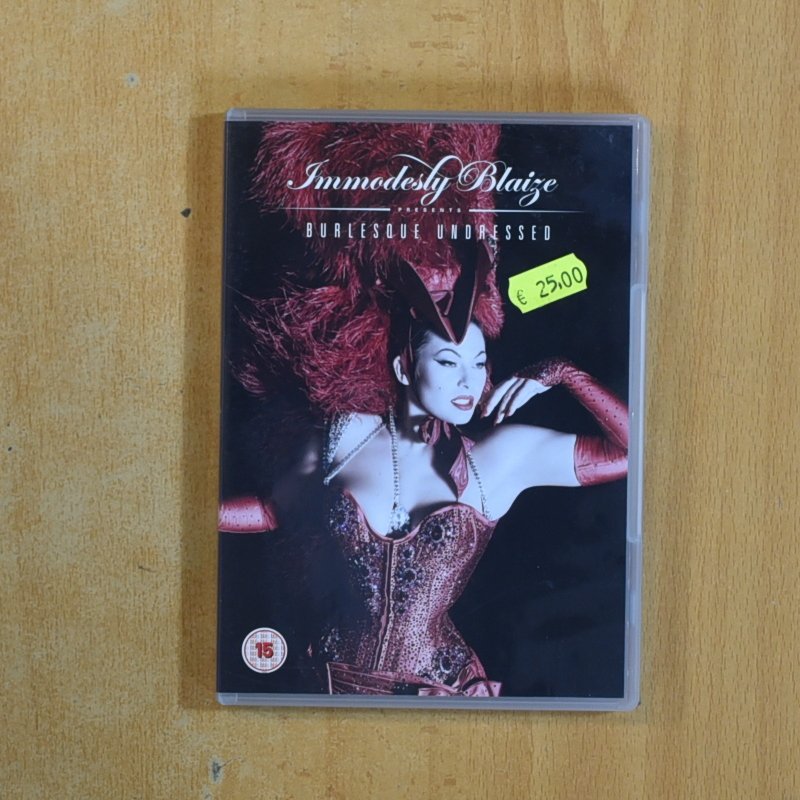 Immodesty Blaize
PRESENTS
BURLESQUE UNDRESSED
€ 25,00
15